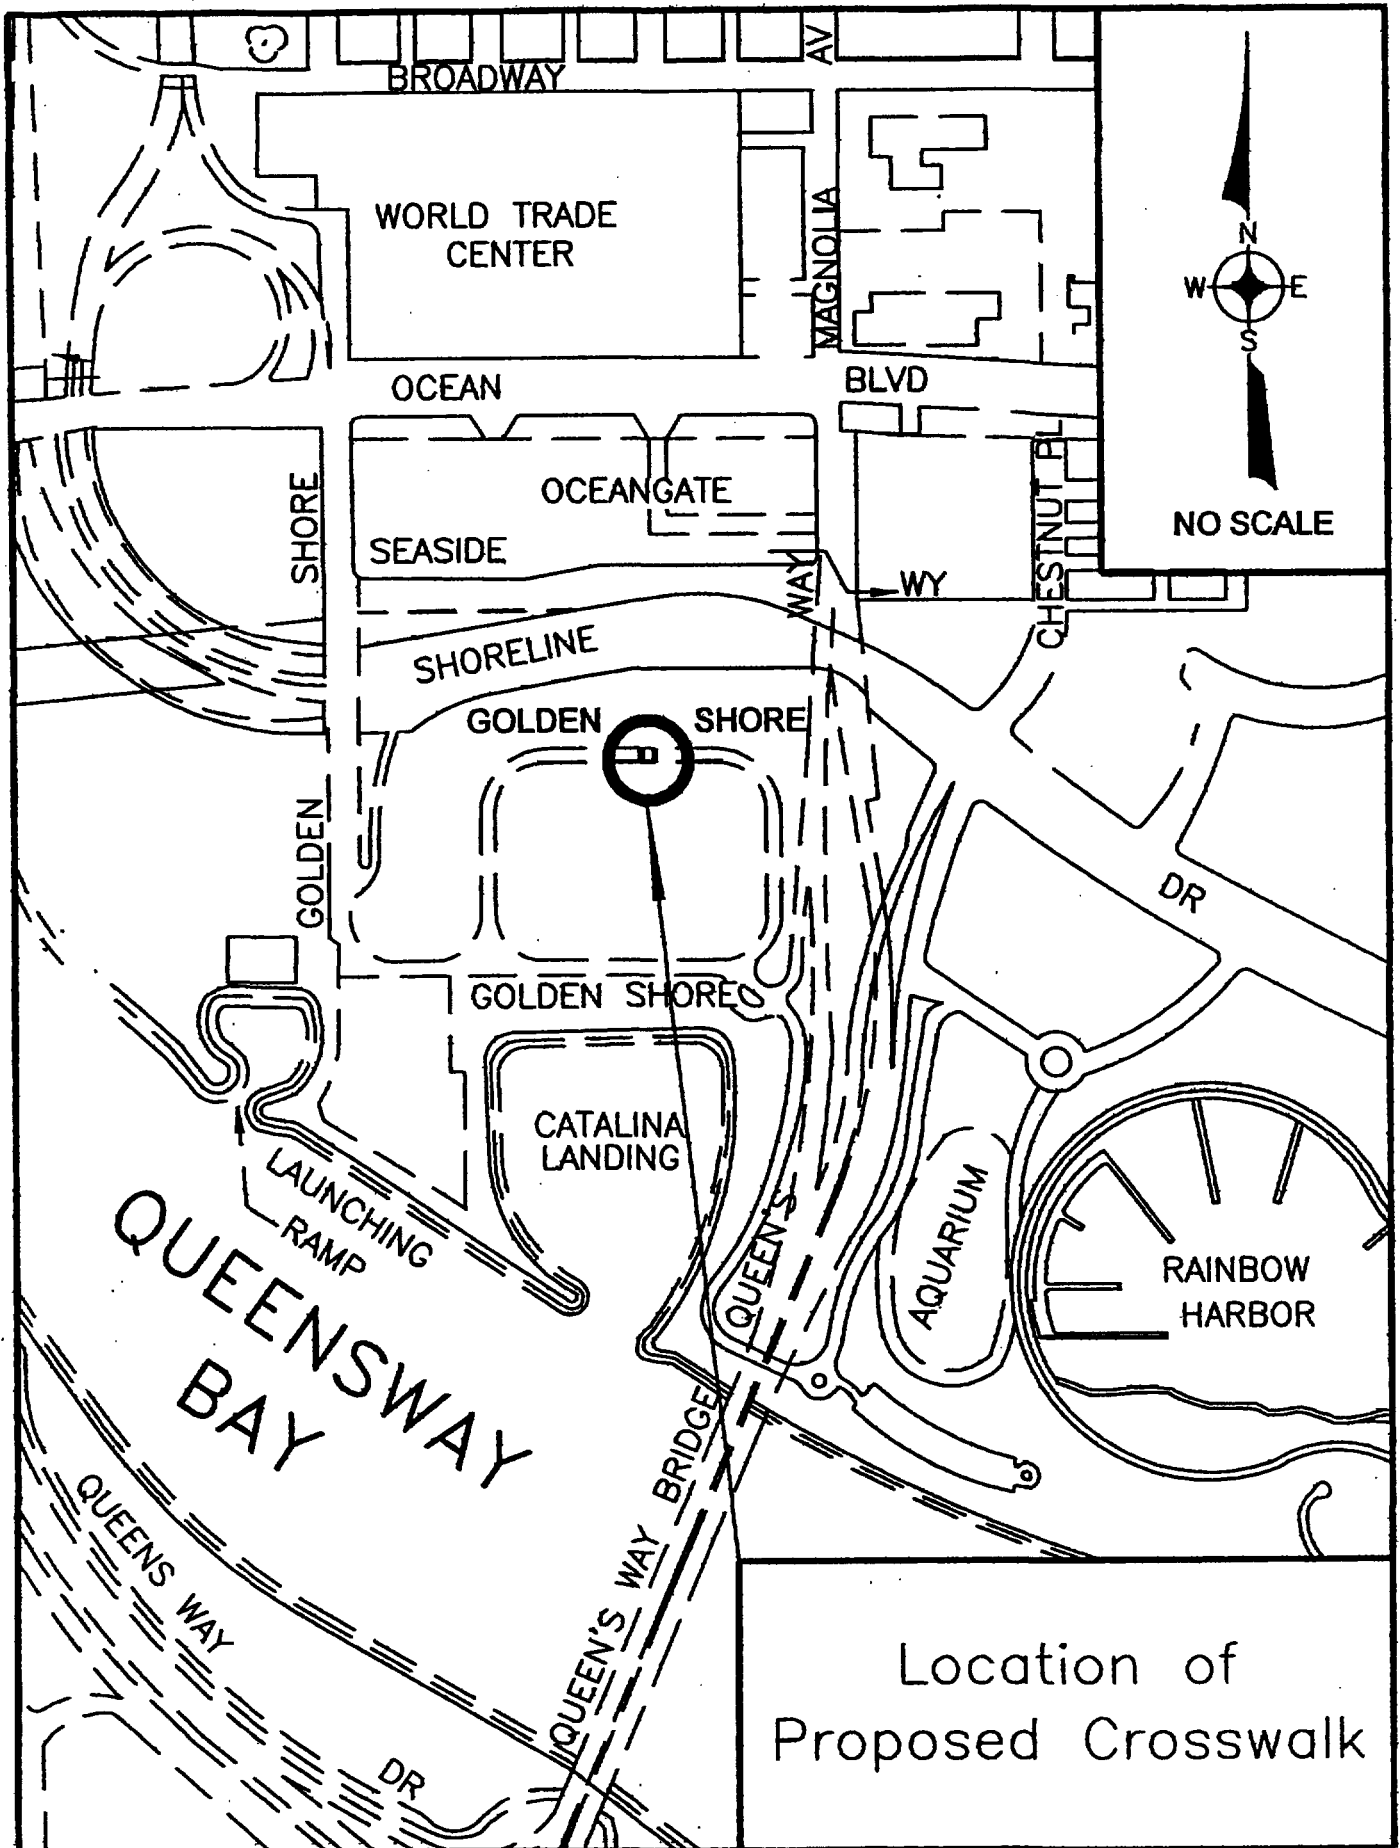 AV
BROADWAY
WORLD TRADE
CENTER
MAGNOLIA
N
W E
S
NO SCALE
OCEAN BLVD
OCEANGATE
SHORE
SEASIDE
WAY
WY
CHESTNUT PL
SHORELINE
GOLDEN SHORE
GOLDEN
DR
GOLDEN SHORE
CATALINA
LANDING
LAUNCHING
RAMP
QUEEN'S
AQUARIUM
RAINBOW
HARBOR
QUEENSWAY
BAY
QUEEN'S WAY BRIDGE
QUEENS WAY
DR
Location of
Proposed Crosswalk